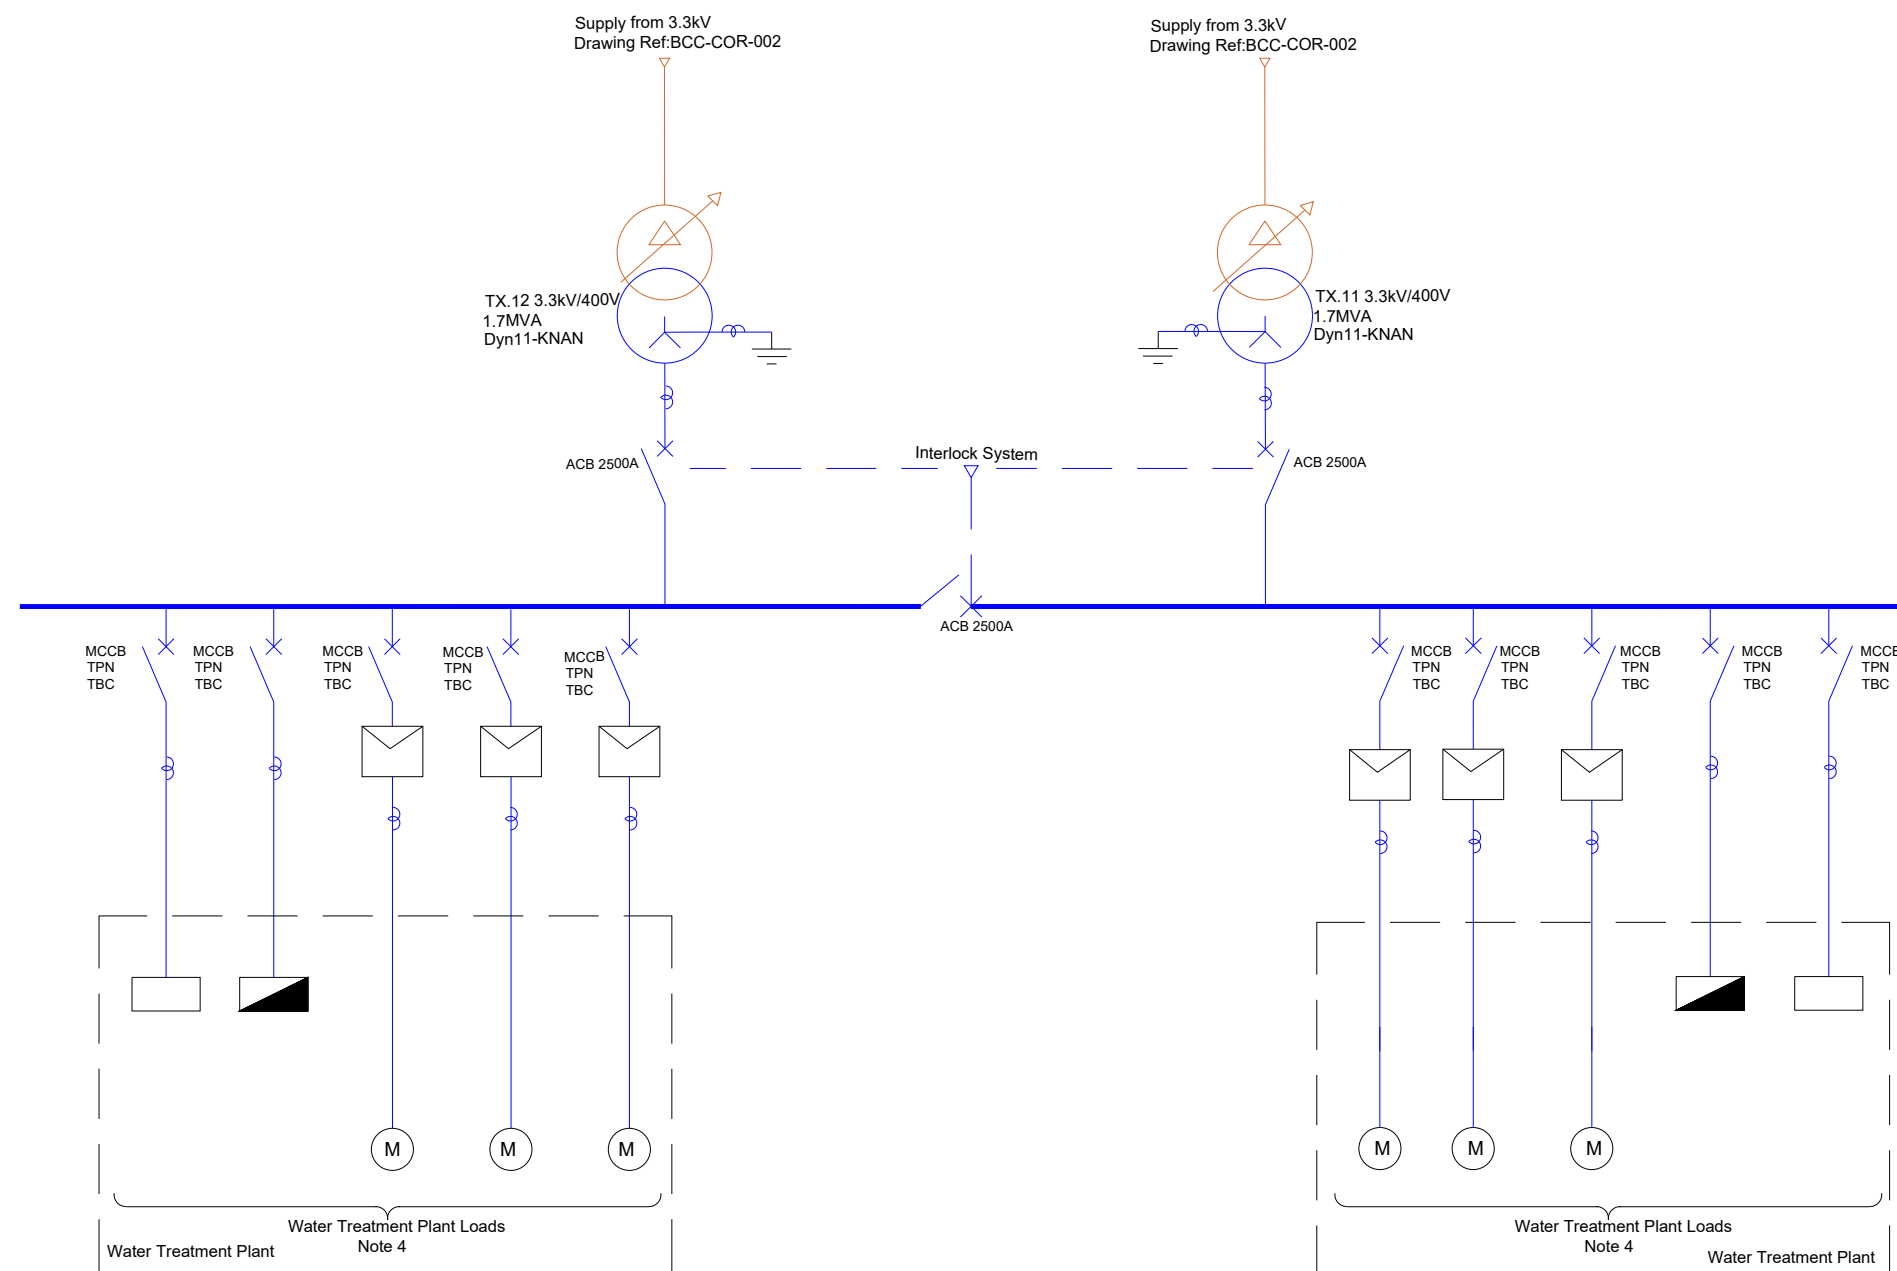 Supply from 3.3kV
Drawing Ref:BCC-COR-002
Supply from 3.3kV
Drawing Ref:BCC-COR-002
TX.12 3.3kV/400V
1.7MVA
Dyn11-KNAN
TX.11 3.3kV/400V
1.7MVA
Dyn11-KNAN
Interlock System
ACB 2500A
ACB 2500A
ACB 2500A
MCCB
TPN
TBC
MCCB
TPN
TBC
MCCB
TPN
TBC
MCCB
TPN
TBC
MCCB
TPN
TBC
MCCB
TPN
TBC
MCCB
TPN
TBC
MCCB
TPN
TBC
MCCB
TPN
TBC
MCCB
TPN
TBC
M
M
M
M
M
M
Water Treatment Plant Loads
Note 4
Water Treatment Plant
Water Treatment Plant Loads
Note 4
Water Treatment Plant